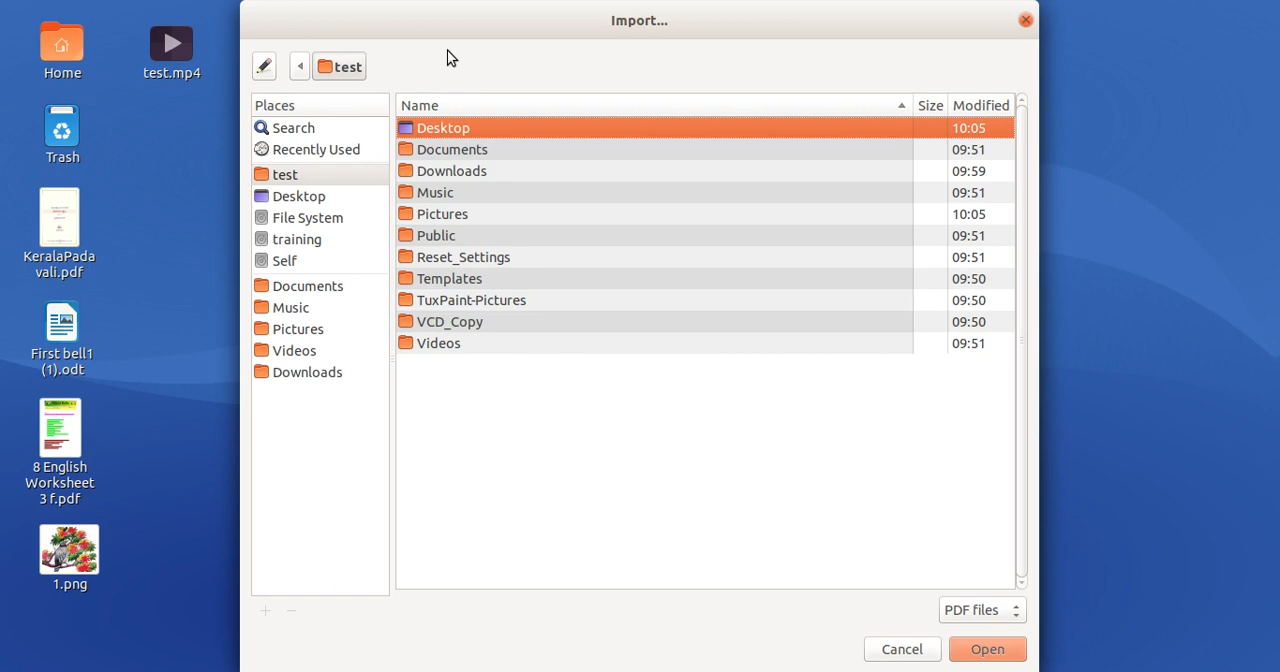 Import...
Home
test.mp4
Trash
KeralaPada
vali.pdf
First bell1
(1).odt
8 English
Worksheet
3 f.pdf
1.png
test
Places
Search
Recently Used
test
Desktop
File System
training
Self
Documents
Music
Pictures
Videos
Downloads
Name Size Modified
Desktop 10:05
Documents 09:51
Downloads 09:59
Music 09:51
Pictures 10:05
Public 09:51
Reset_Settings 09:51
Templates 09:50
TuxPaint-Pictures 09:50
VCD_Copy 09:50
Videos 09:51
PDF files
Cancel Open